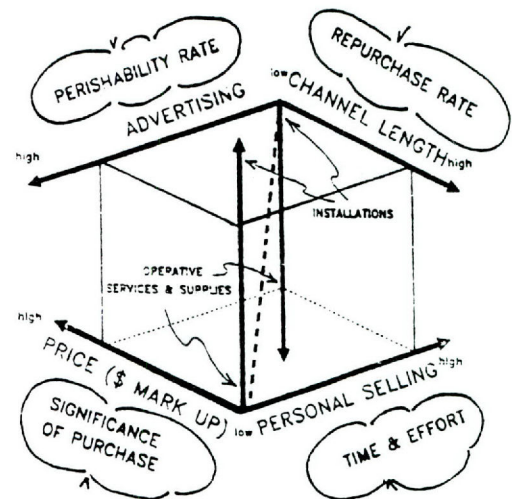 PERISHABILITY RATE
REPURCHASE RATE
ADVERTISING
low
CHANNEL LENGTH
high
high
INSTALLATIONS
OPERATIVE
SERVICES & SUPPLIES
high
high
PRICE ($ MARK UP)
low
PERSONAL SELLING
SIGNIFICANCE
OF PURCHASE
TIME & EFFORT